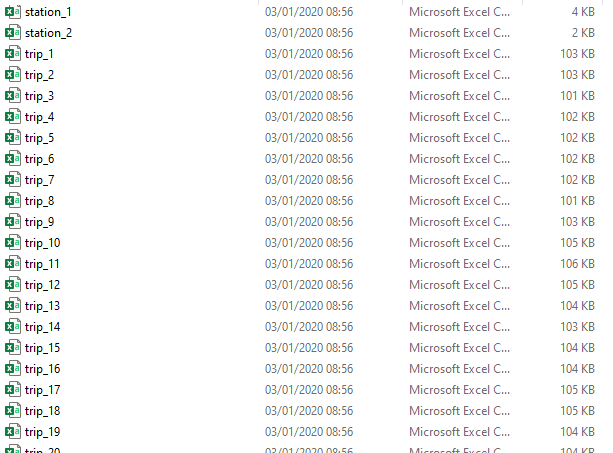 station_1 03/01/2020 08:56 Microsoft Excel C... 4 KB
station_2 03/01/2020 08:56 Microsoft Excel C... 2 KB
trip_1 03/01/2020 08:56 Microsoft Excel C... 103 KB
trip_2 03/01/2020 08:56 Microsoft Excel C... 103 KB
trip_3 03/01/2020 08:56 Microsoft Excel C... 101 KB
trip_4 03/01/2020 08:56 Microsoft Excel C... 102 KB
trip_5 03/01/2020 08:56 Microsoft Excel C... 102 KB
trip_6 03/01/2020 08:56 Microsoft Excel C... 102 KB
trip_7 03/01/2020 08:56 Microsoft Excel C... 102 KB
trip_8 03/01/2020 08:56 Microsoft Excel C... 101 KB
trip_9 03/01/2020 08:56 Microsoft Excel C... 103 KB
trip_10 03/01/2020 08:56 Microsoft Excel C... 105 KB
trip_11 03/01/2020 08:56 Microsoft Excel C... 106 KB
trip_12 03/01/2020 08:56 Microsoft Excel C... 105 KB
trip_13 03/01/2020 08:56 Microsoft Excel C... 104 KB
trip_14 03/01/2020 08:56 Microsoft Excel C... 103 KB
trip_15 03/01/2020 08:56 Microsoft Excel C... 104 KB
trip_16 03/01/2020 08:56 Microsoft Excel C... 104 KB
trip_17 03/01/2020 08:56 Microsoft Excel C... 105 KB
trip_18 03/01/2020 08:56 Microsoft Excel C... 105 KB
trip_19 03/01/2020 08:56 Microsoft Excel C... 104 KB
trip_20 03/01/2020 08:56 Microsoft Excel C... 104 KB